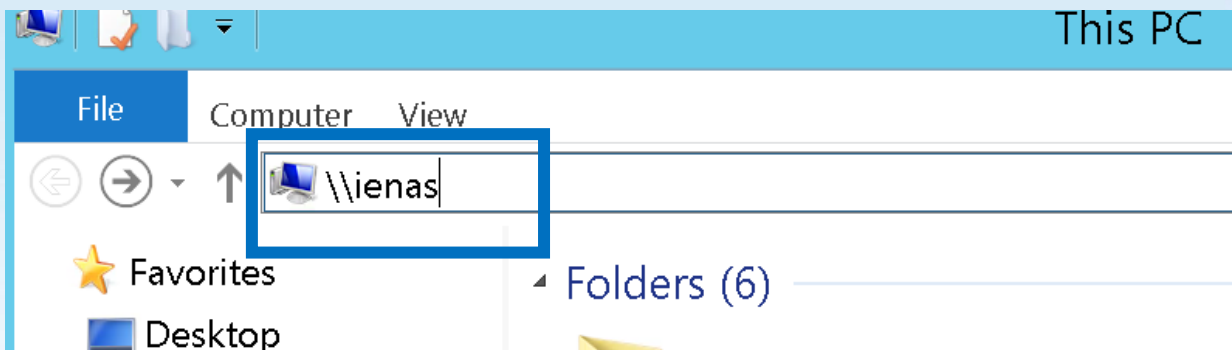 This PC
File Computer View
\\ienas
Favorites
Folders (6)
Desktop